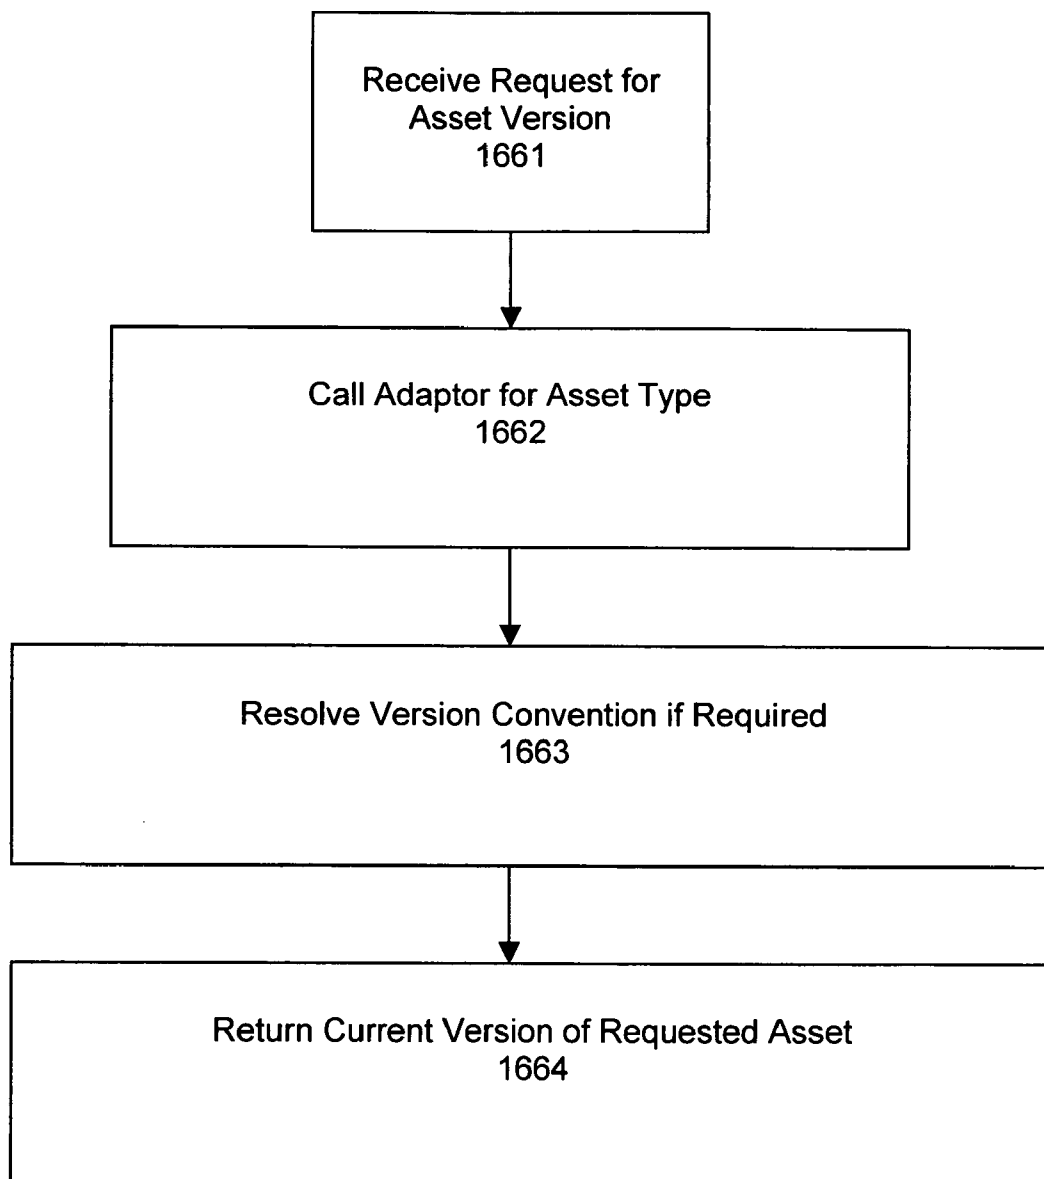 Receive Request for
Asset Version
1661
Call Adaptor for Asset Type
1662
Resolve Version Convention if Required
1663
Return Current Version of Requested Asset
1664